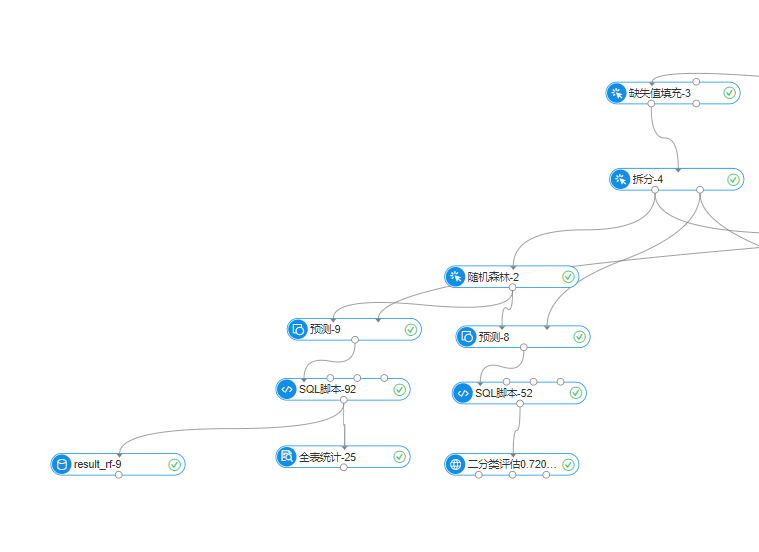 缺失值填充-3
拆分-4
随机森林-2
预测-9
预测-8
SQL脚本-92
SQL脚本-52
result_rf-9
全表统计-25
二分类评估0.720...